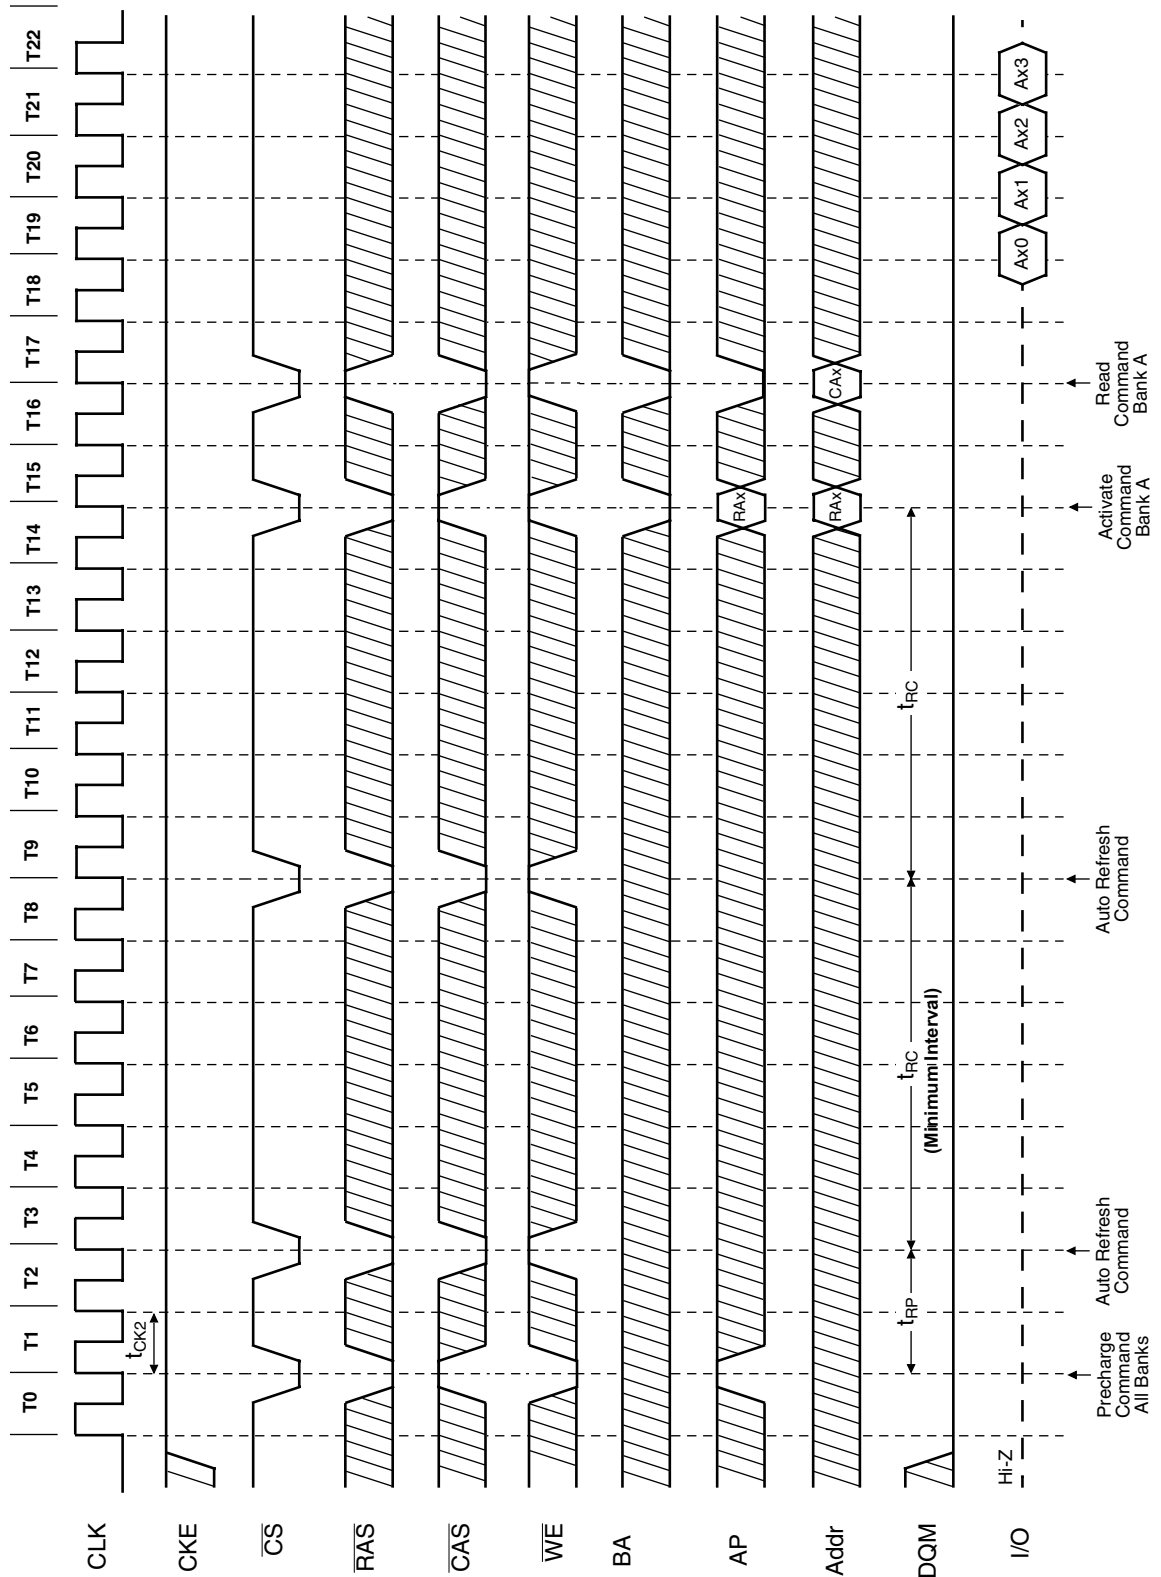 T0 T1 T2 T3 T4 T5 T6 T7 T8 T9 T10 T11 T12 T13 T14 T15 T16 T17 T18 T19 T20 T21 T22
CLK
tCK2
CKE
CS
RAS
CAS
WE
BA
AP
RAx
Addr
RAx CAx
tRP tRC tRC
(Minimum Interval)
DQM
Hi-Z
I/O
Ax0 Ax1 Ax2 Ax3
Precharge
Command
All Banks
Auto Refresh
Command
Auto Refresh
Command
Activate
Command
Bank A
Read
Command
Bank A